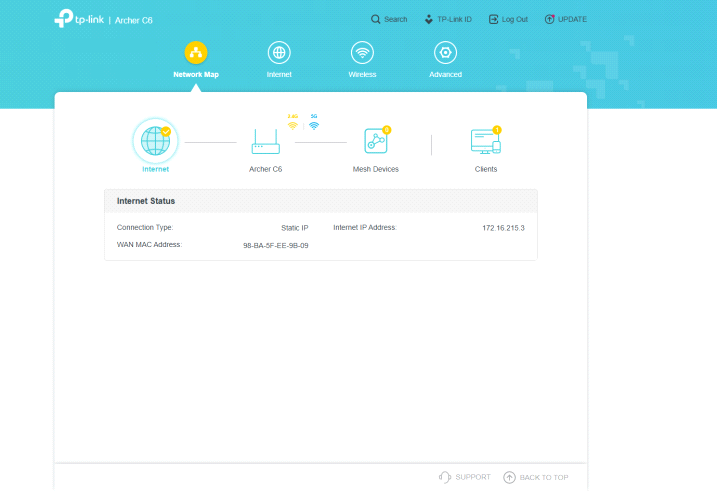 tp-link | Archer C6
Search
TP-Link ID
Log Out
UPDATE
Network Map
Internet
Wireless
Advanced
2.4G
5G
Internet
Archer C6
Mesh Devices
Clients
Internet Status
Connection Type: Static IP Internet IP Address: 172.16.215.3
WAN MAC Address: 98-BA-5F-EE-9B-09
SUPPORT
BACK TO TOP